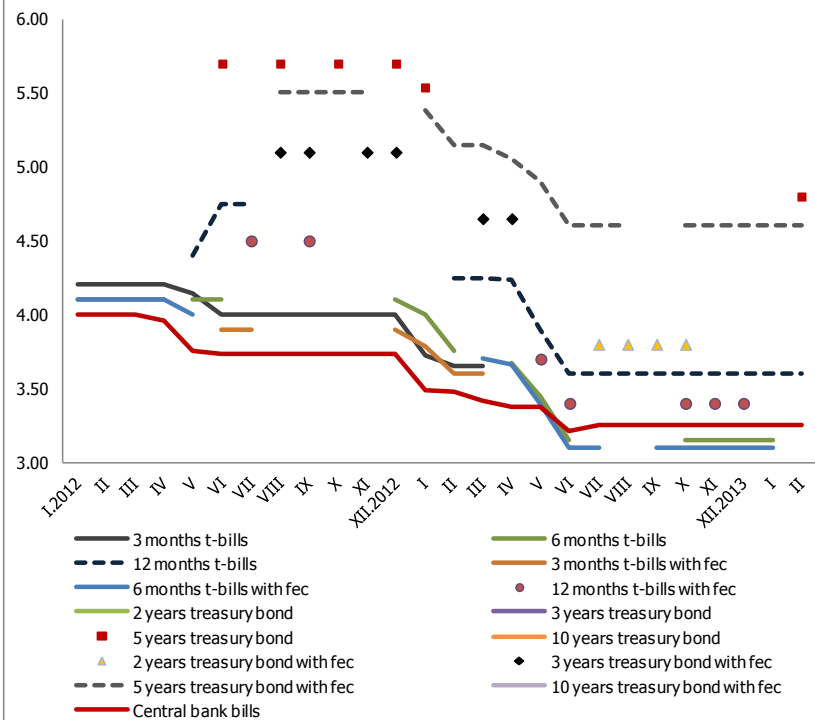 6.00
5.50
5.00
4.50
4.00
3.50
3.00
I.2012 II III IV V VI VII VIII IX X XI XII.2012 I II III IV V VI VII VIII IX X XI XII.2013 I II
3 months t-bills 6 months t-bills
12 months t-bills 3 months t-bills with fec
6 months t-bills with fec 12 months t-bills with fec
2 years treasury bond 3 years treasury bond
5 years treasury bond 10 years treasury bond
2 years treasury bond with fec 3 years treasury bond with fec
5 years treasury bond with fec 10 years treasury bond with fec
Central bank bills